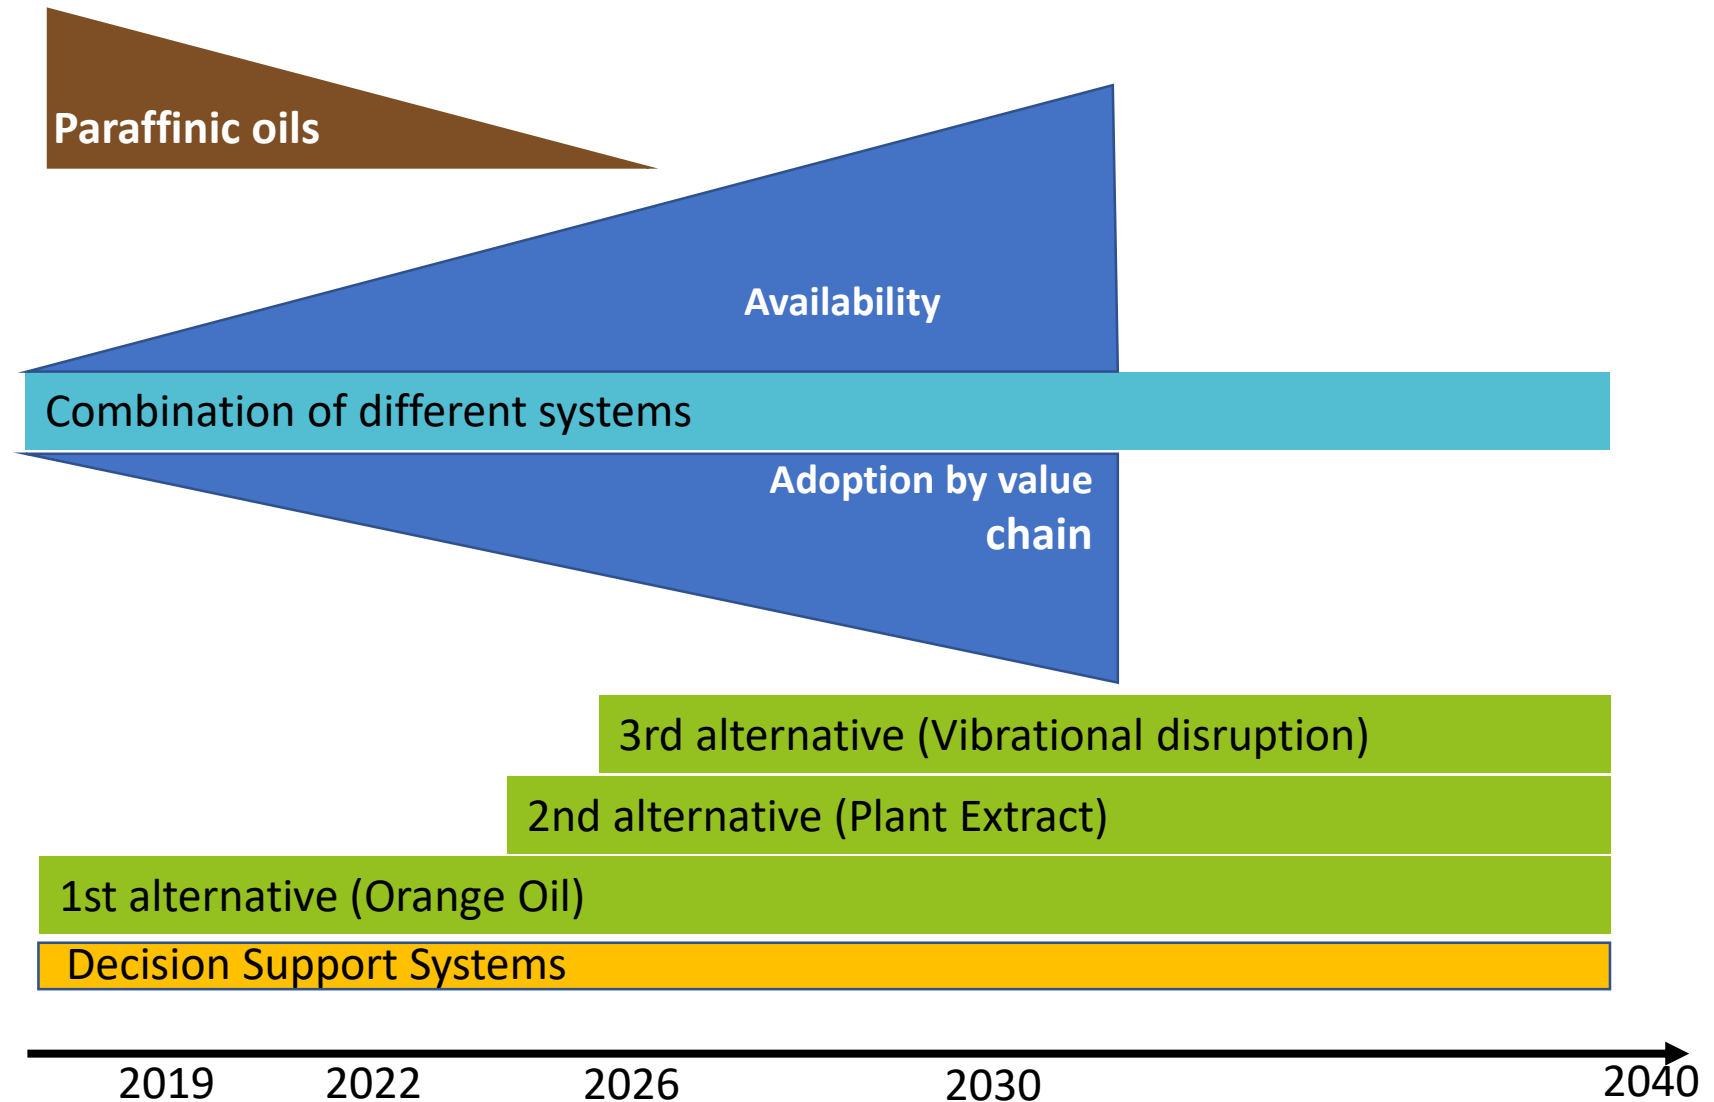 Paraffinic oils
Availability
Combination of different systems
Adoption by value
chain
3rd alternative (Vibrational disruption)
2nd alternative (Plant Extract)
1st alternative (Orange Oil)
Decision Support Systems
2019 2022 2026 2030 2040